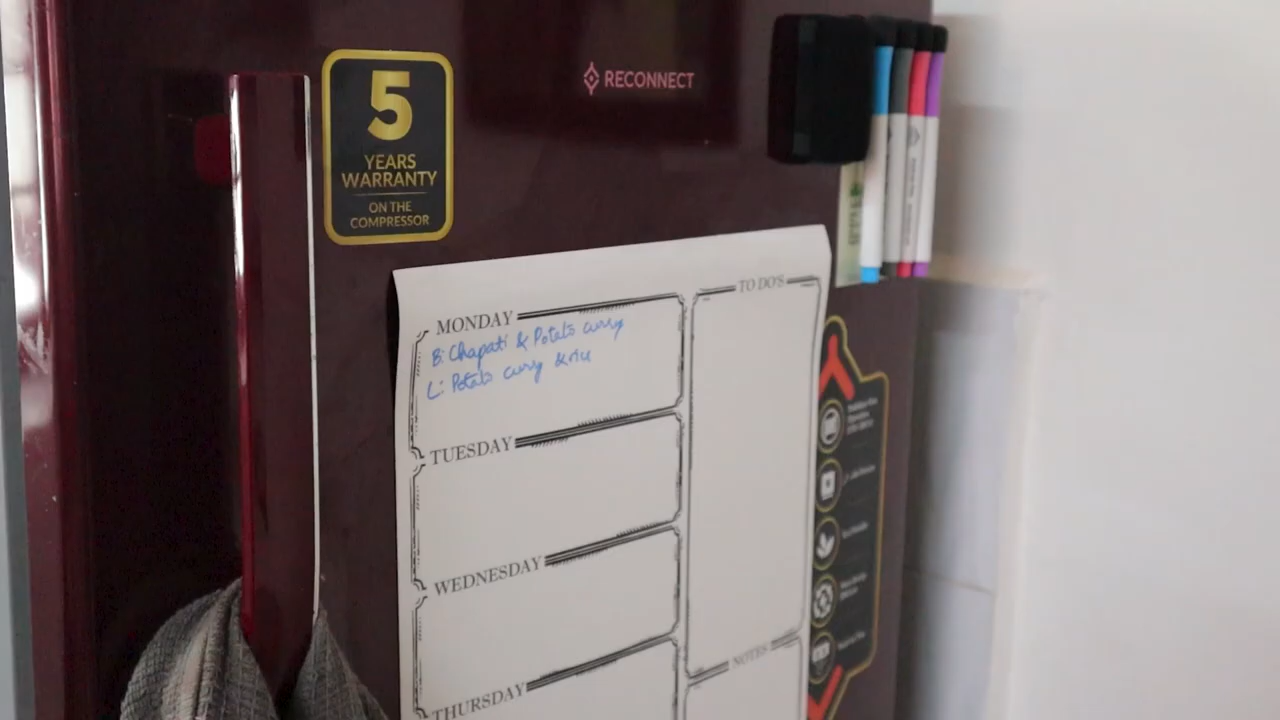 5
YEARS
WARRANTY
ON THE
COMPRESSOR
RECONNECT
MONDAY
B: Chapati & Potato curry
L: Potato curry & rice
TUESDAY
WEDNESDAY
THURSDAY
TO DO'S
NOTES